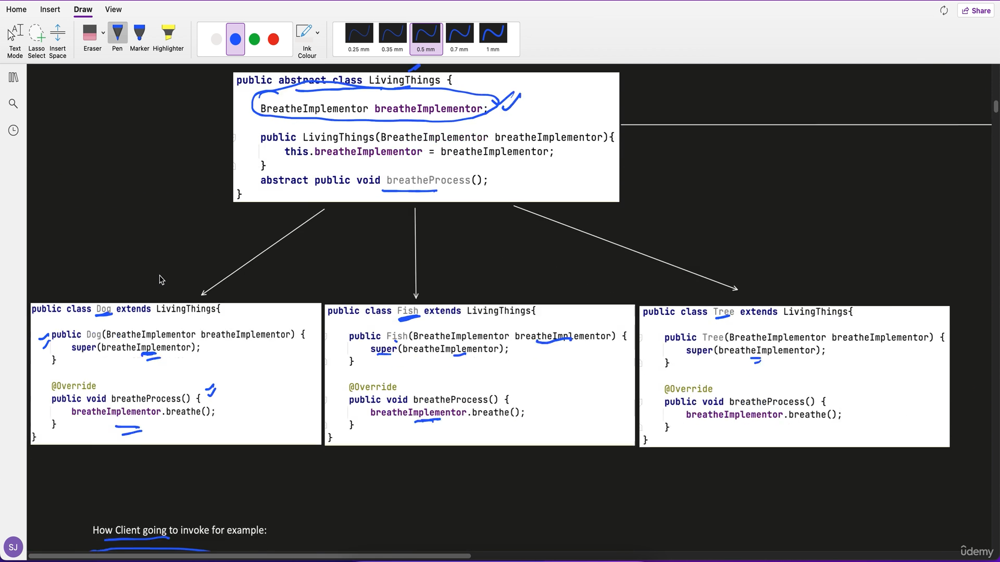 Home Insert Draw View
Share
Text Mode
Lasso Select
Insert Space
Eraser
Pen
Marker
Highlighter
Ink Colour
0.25 mm
0.35 mm
0.5 mm
0.7 mm
1 mm
public abstract class LivingThings {
BreatheImplementor breatheImplementor;
public LivingThings(BreatheImplementor breatheImplementor){
this.breatheImplementor = breatheImplementor;
}
abstract public void breatheProcess();
}
public class Dog extends LivingThings{
public Dog(BreatheImplementor breatheImplementor) {
super(breatheImplementor);
}
@Override
public void breatheProcess() {
breatheImplementor.breathe();
}
}
public class Fish extends LivingThings{
public Fish(BreatheImplementor breatheImplementor) {
super(breatheImplementor);
}
@Override
public void breatheProcess() {
breatheImplementor.breathe();
}
}
public class Tree extends LivingThings{
public Tree(BreatheImplementor breatheImplementor) {
super(breatheImplementor);
}
@Override
public void breatheProcess() {
breatheImplementor.breathe();
}
}
How Client going to invoke for example:
SJ
ûdemy